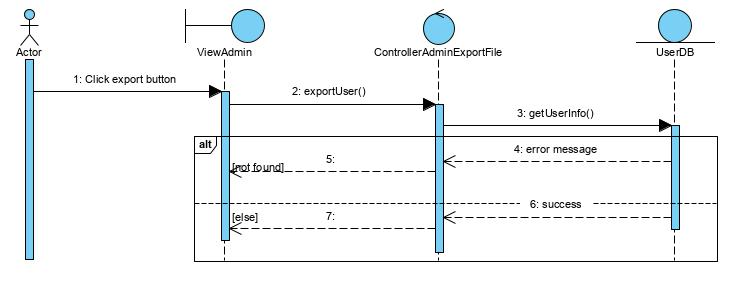 Actor
ViewAdmin
ControllerAdminExportFile
UserDB
1: Click export button
2: exportUser()
3: getUserInfo()
alt
4: error message
5:
[not found]
6: success
[else]
7: